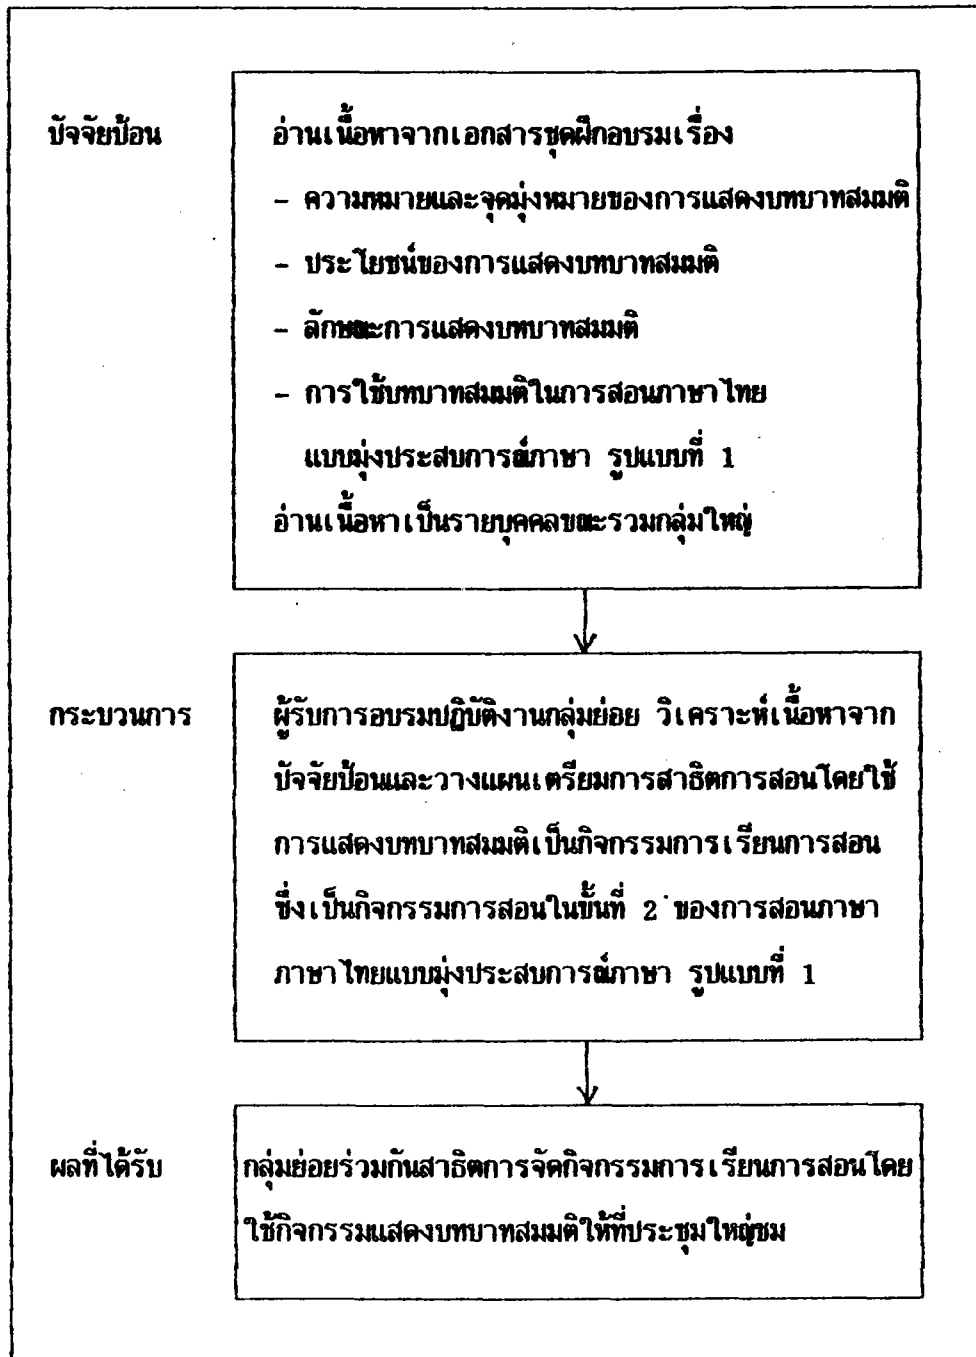 ปัจจัยป้อน
อ่านเนื้อหาจากเอกสารชุดฝึกอบรมเรื่อง
- ความหมายและจุดมุ่งหมายของการแสดงบทบาทสมมติ
- ประโยชน์ของการแสดงบทบาทสมมติ
- ลักษณะการแสดงบทบาทสมมติ
- การใช้บทบาทสมมติในการสอนภาษาไทย
แบบมุ่งประสบการณ์ภาษา รูปแบบที่ 1
อ่านเนื้อหาเป็นรายบุคคลขณะรวมกลุ่มใหญ่
กระบวนการ
ผู้รับการอบรมปฏิบัติงานกลุ่มย่อย วิเคราะห์เนื้อหาจาก
ปัจจัยป้อนและวางแผนเตรียมการสาธิตการสอนโดยใช้
การแสดงบทบาทสมมติเป็นกิจกรรมการเรียนการสอน
ซึ่งเป็นกิจกรรมการสอนในขั้นที่ 2 ของการสอนภาษา
ภาษาไทยแบบมุ่งประสบการณ์ภาษา รูปแบบที่ 1
ผลที่ได้รับ
กลุ่มย่อยร่วมกันสาธิตการจัดกิจกรรมการเรียนการสอนโดย
ใช้กิจกรรมแสดงบทบาทสมมติให้ที่ประชุมใหญ่ชม